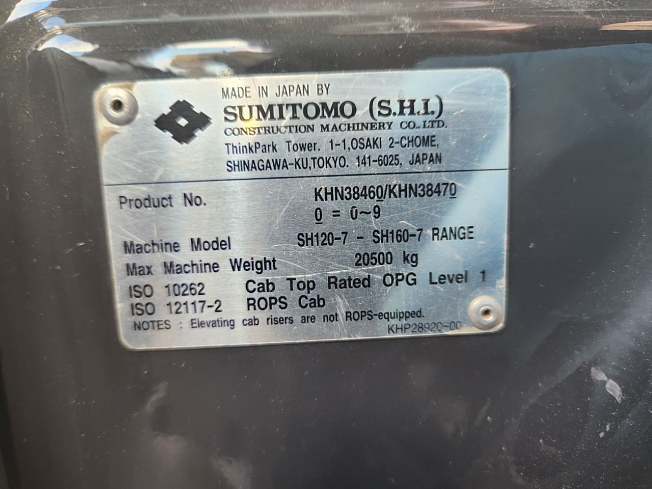 MADE IN JAPAN BY
SUMITOMO (S.H.I.)
CONSTRUCTION MACHINERY CO.,LTD.
ThinkPark Tower. 1-1,OSAKI 2-CHOME,
SHINAGAWA-KU,TOKYO. 141-6025, JAPAN
Product No. KHN38460/KHN38470
0 = 0~9
Machine Model SH120-7 - SH160-7 RANGE
Max Machine Weight 20500 kg
ISO 10262 Cab Top Rated OPG Level 1
ISO 12117-2 ROPS Cab
NOTES : Elevating cab risers are not ROPS-equipped.
KHP28920-00